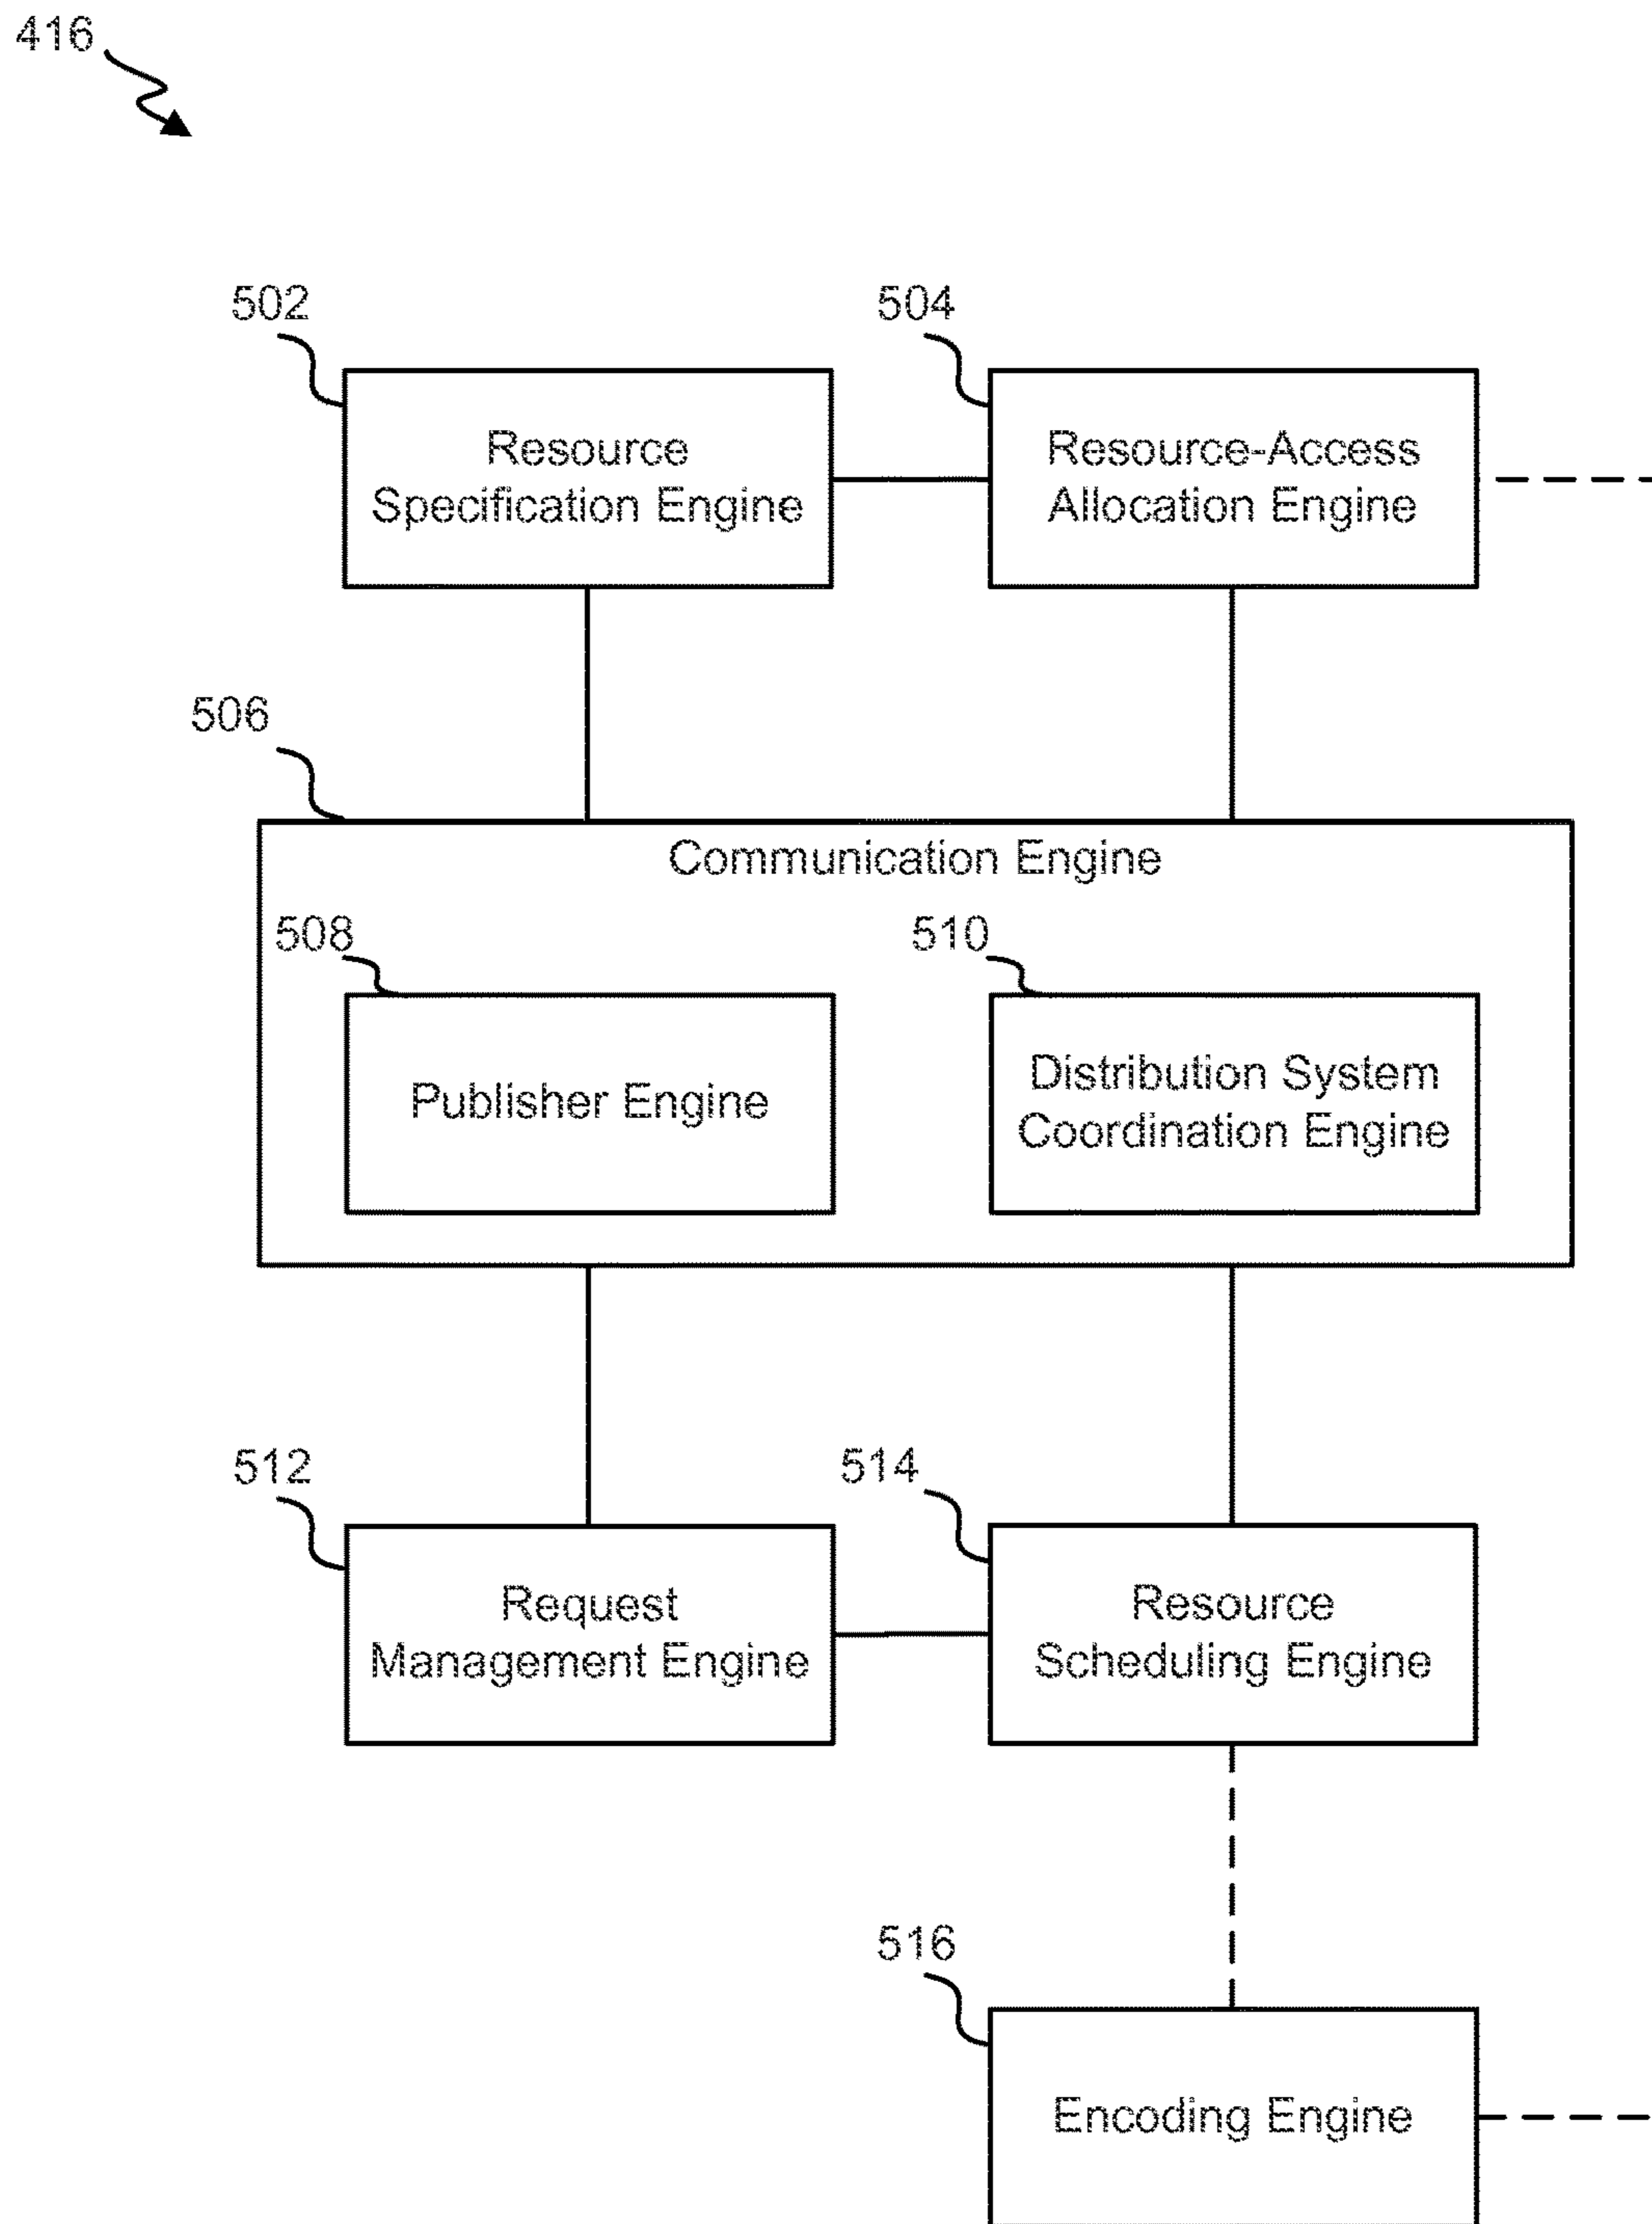 416
502
504
Resource
Specification Engine
Resource-Access
Allocation Engine
506
Communication Engine
508
510
Publisher Engine
Distribution System
Coordination Engine
512
514
Request
Management Engine
Resource
Scheduling Engine
516
Encoding Engine